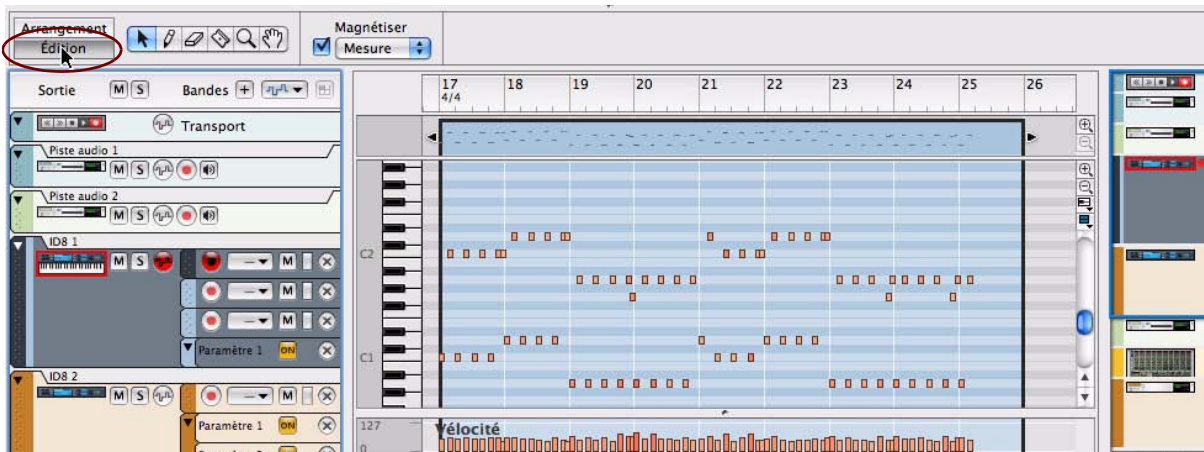 Arrangement
Édition
Magnétiser
Mesure
Sortie M S Bandes +
17 18 19 20 21 22 23 24 25 26
4/4
Transport
Piste audio 1
M S
Piste audio 2
M S
ID8 1
M S — M
— M
— M
Paramètre 1 ON
ID8 2
M S — M
Paramètre 1 ON
C2
C1
127
Vélocité
0